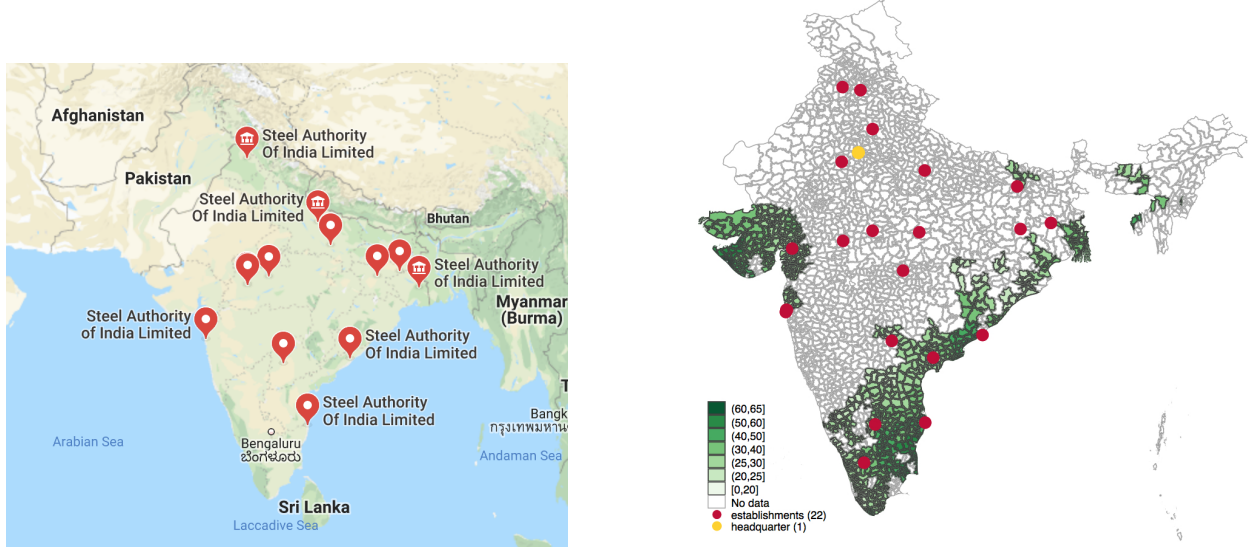 Afghanistan
Pakistan
Steel Authority
Of India Limited
Steel Authority
Of India Limited
Bhutan
Steel Authority
Of India Limited
Myanmar
(Burma)
Steel Authority
of India Limited
Steel Authority
Of India Limited
Steel Authority
Of India Limited
T
Bangk
กรุงเทพมหาน
Arabian Sea
Bengaluru
ಬೆಂಗಳೂರು
Andaman Sea
Sri Lanka
Laccadive Sea
(60,65]
(50,60]
(40,50]
(30,40]
(25,30]
(20,25]
[0,20]
No data
establishments (22)
headquarter (1)